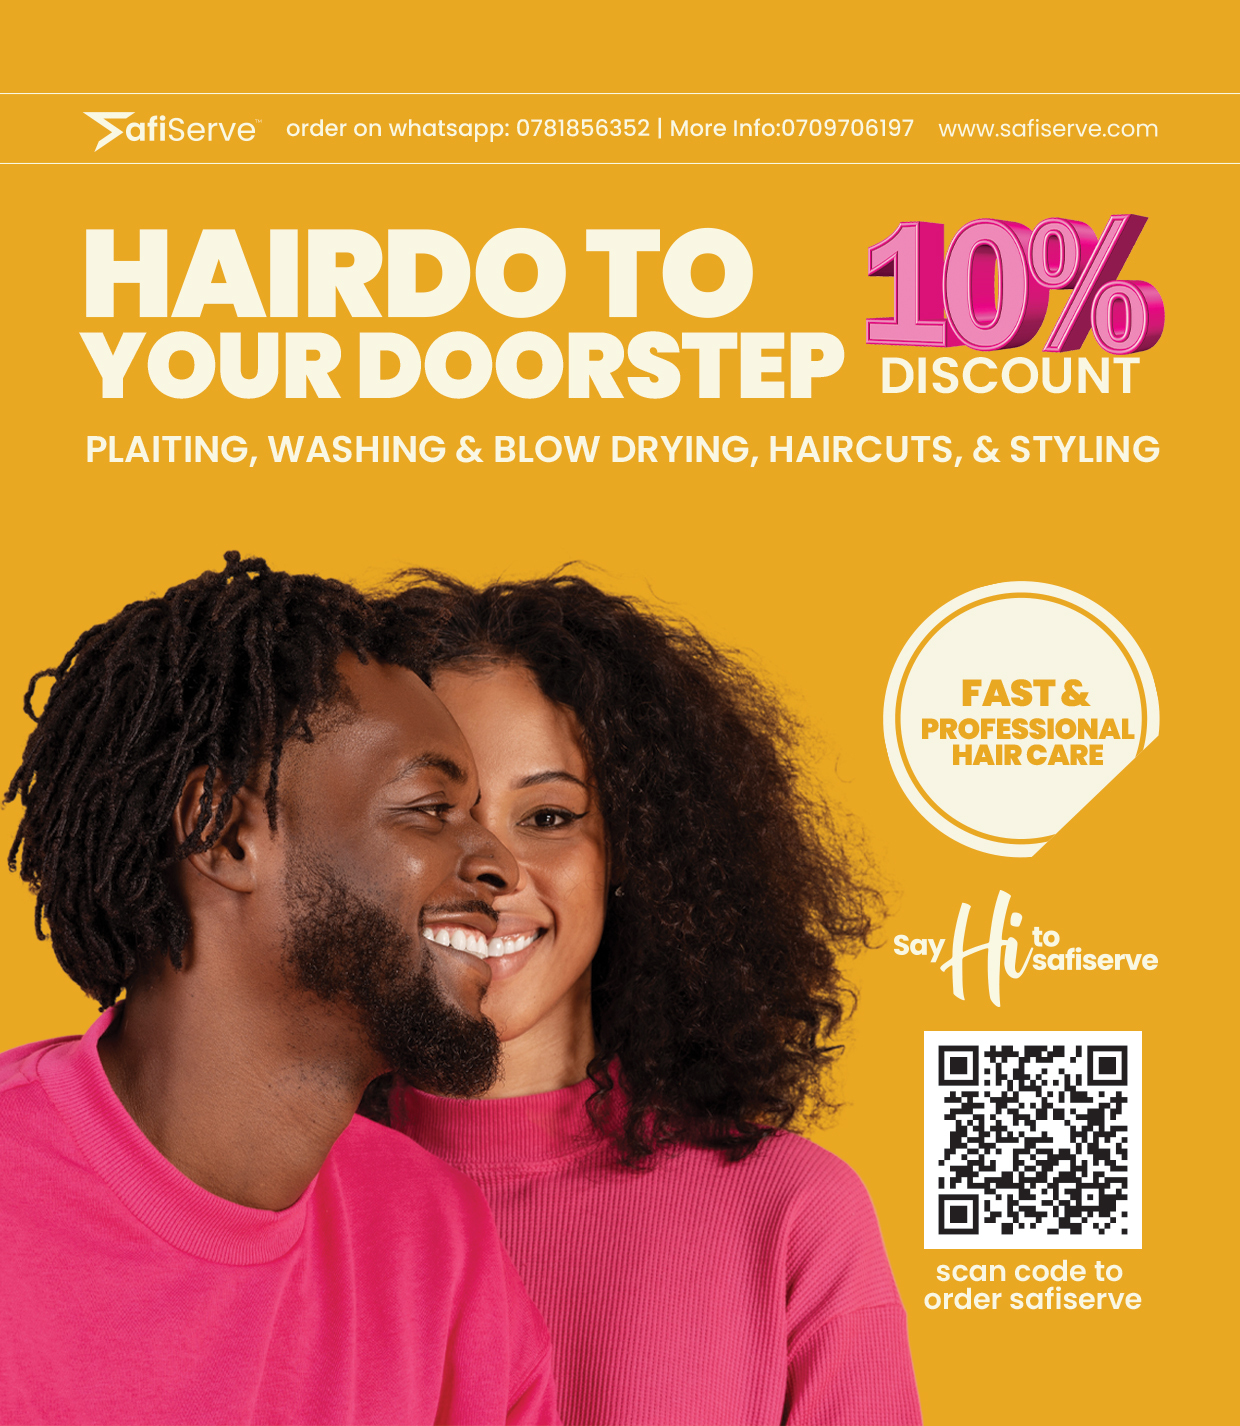 SafiServe™ order on whatsapp: 0781856352 | More Info:0709706197 www.safiserve.com
HAIRDO TO
YOUR DOORSTEP
10%
DISCOUNT
PLAITING, WASHING & BLOW DRYING, HAIRCUTS, & STYLING
FAST &
PROFESSIONAL
HAIR CARE
Say Hi to
safiserve
scan code to
order safiserve